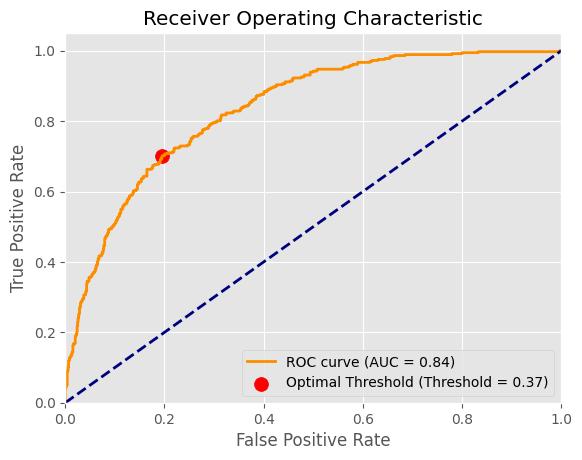 Receiver Operating Characteristic
1.0
0.8
0.6
0.4
0.2
0.0
True Positive Rate
ROC curve (AUC = 0.84)
Optimal Threshold (Threshold = 0.37)
0.0 0.2 0.4 0.6 0.8 1.0
False Positive Rate